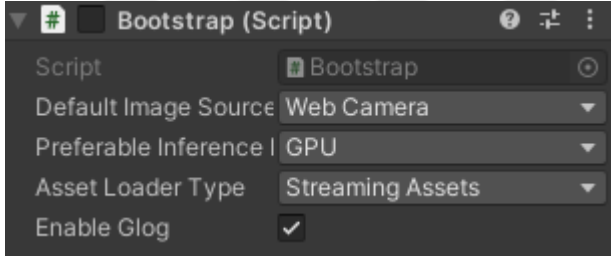 # Bootstrap (Script)
Script # Bootstrap
Default Image Source Web Camera
Preferable Inference I GPU
Asset Loader Type Streaming Assets
Enable Glog